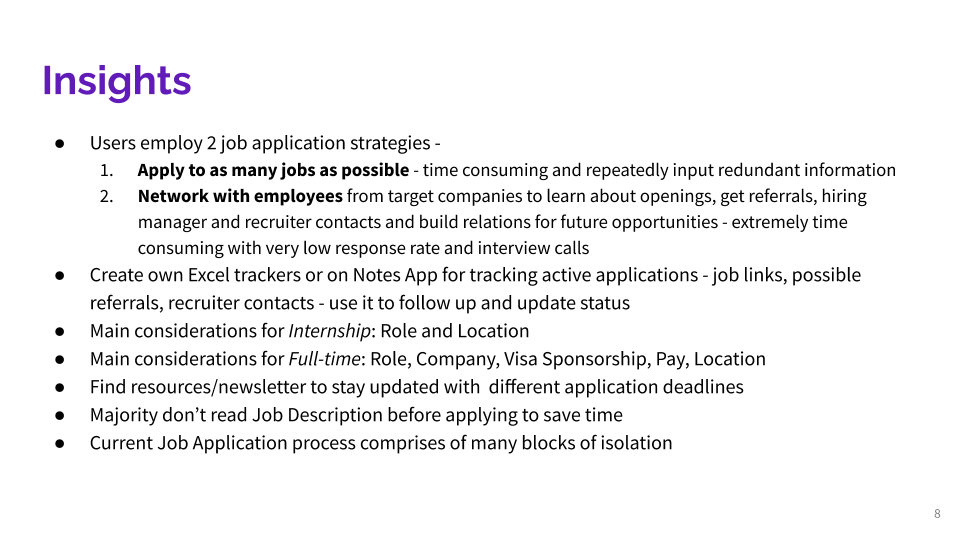 Insights
● Users employ 2 job application strategies -
1. Apply to as many jobs as possible - time consuming and repeatedly input redundant information
2. Network with employees from target companies to learn about openings, get referrals, hiring
manager and recruiter contacts and build relations for future opportunities - extremely time
consuming with very low response rate and interview calls
● Create own Excel trackers or on Notes App for tracking active applications - job links, possible
referrals, recruiter contacts - use it to follow up and update status
● Main considerations for Internship: Role and Location
● Main considerations for Full-time: Role, Company, Visa Sponsorship, Pay, Location
● Find resources/newsletter to stay updated with  different application deadlines
● Majority don’t read Job Description before applying to save time
● Current Job Application process comprises of many blocks of isolation
8